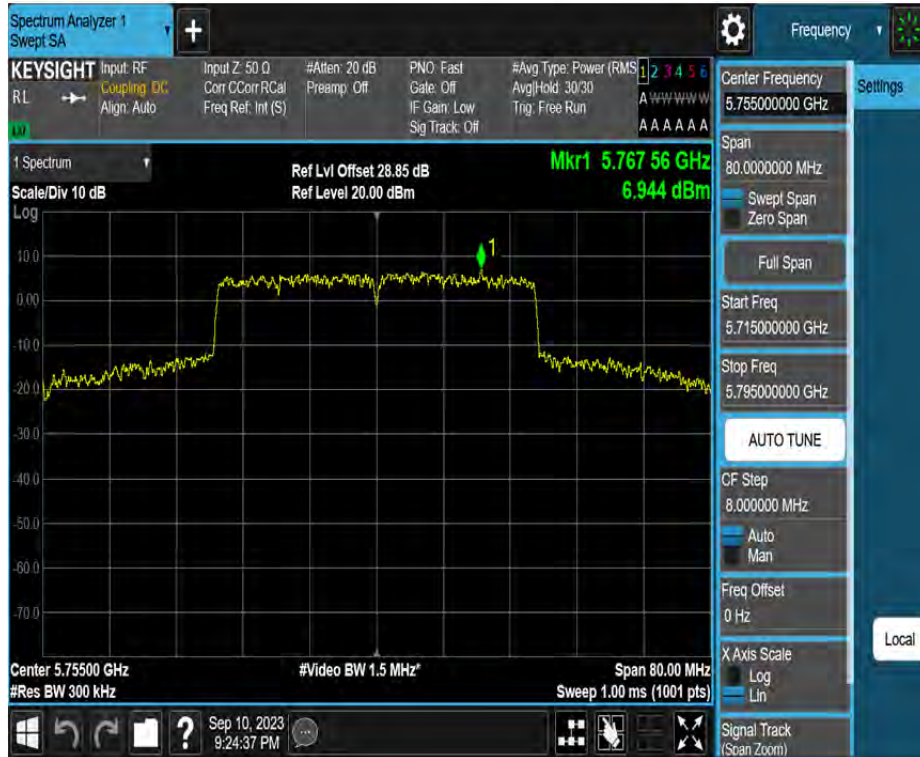 Spectrum Analyzer 1
Swept SA
+
Frequency
KEYSIGHT
RL
Input: RF
Coupling: DC
Align: Auto
Input Z: 50 Ω
Corr CCorr RCal
Freq Ref: Int (S)
#Atten: 20 dB
Preamp: Off
PNO: Fast
Gate: Off
IF Gain: Low
Sig Track: Off
#Avg Type: Power (RMS
Avg|Hold: 30/30
Trig: Free Run
1 2 3 4 5 6
A W W W W W
A A A A A A
1 Spectrum
Scale/Div 10 dB
Ref Lvl Offset 28.85 dB
Ref Level 20.00 dBm
Mkr1 5.767 56 GHz
6.944 dBm
Log
10.0
0.00
-10.0
-20.0
-30.0
-40.0
-50.0
-60.0
-70.0
1
Center 5.75500 GHz
#Res BW 300 kHz
#Video BW 1.5 MHz*
Span 80.00 MHz
Sweep 1.00 ms (1001 pts)
?
Sep 10, 2023
9:24:37 PM
Center Frequency
5.755000000 GHz
Settings
Span
80.0000000 MHz
Swept Span
Zero Span
Full Span
Start Freq
5.715000000 GHz
Stop Freq
5.795000000 GHz
AUTO TUNE
CF Step
8.000000 MHz
Auto
Man
Freq Offset
0 Hz
X Axis Scale
Log
Lin
Local
Signal Track
(Span Zoom)